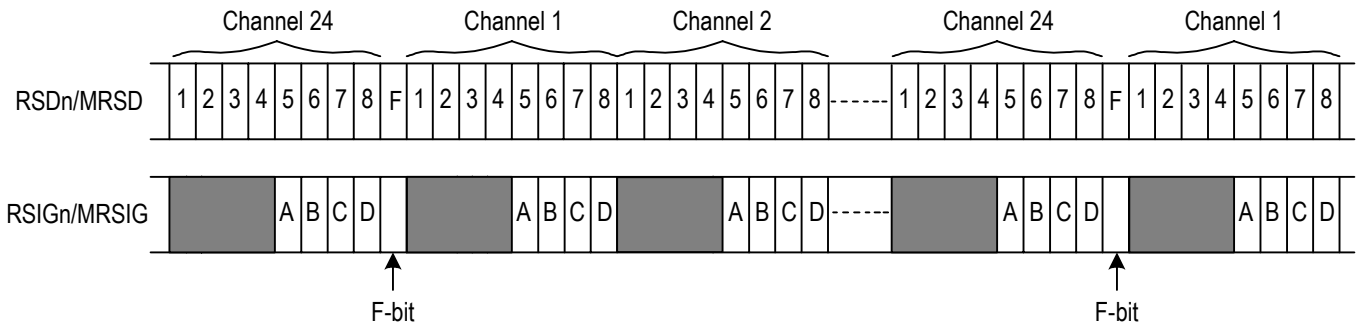 Channel 24 Channel 1 Channel 2 Channel 24 Channel 1
RSDn/MRSD 1 2 3 4 5 6 7 8 F 1 2 3 4 5 6 7 8 1 2 3 4 5 6 7 8 1 2 3 4 5 6 7 8 F 1 2 3 4 5 6 7 8
RSIGn/MRSIG A B C D A B C D A B C D A B C D A B C D
F-bit F-bit